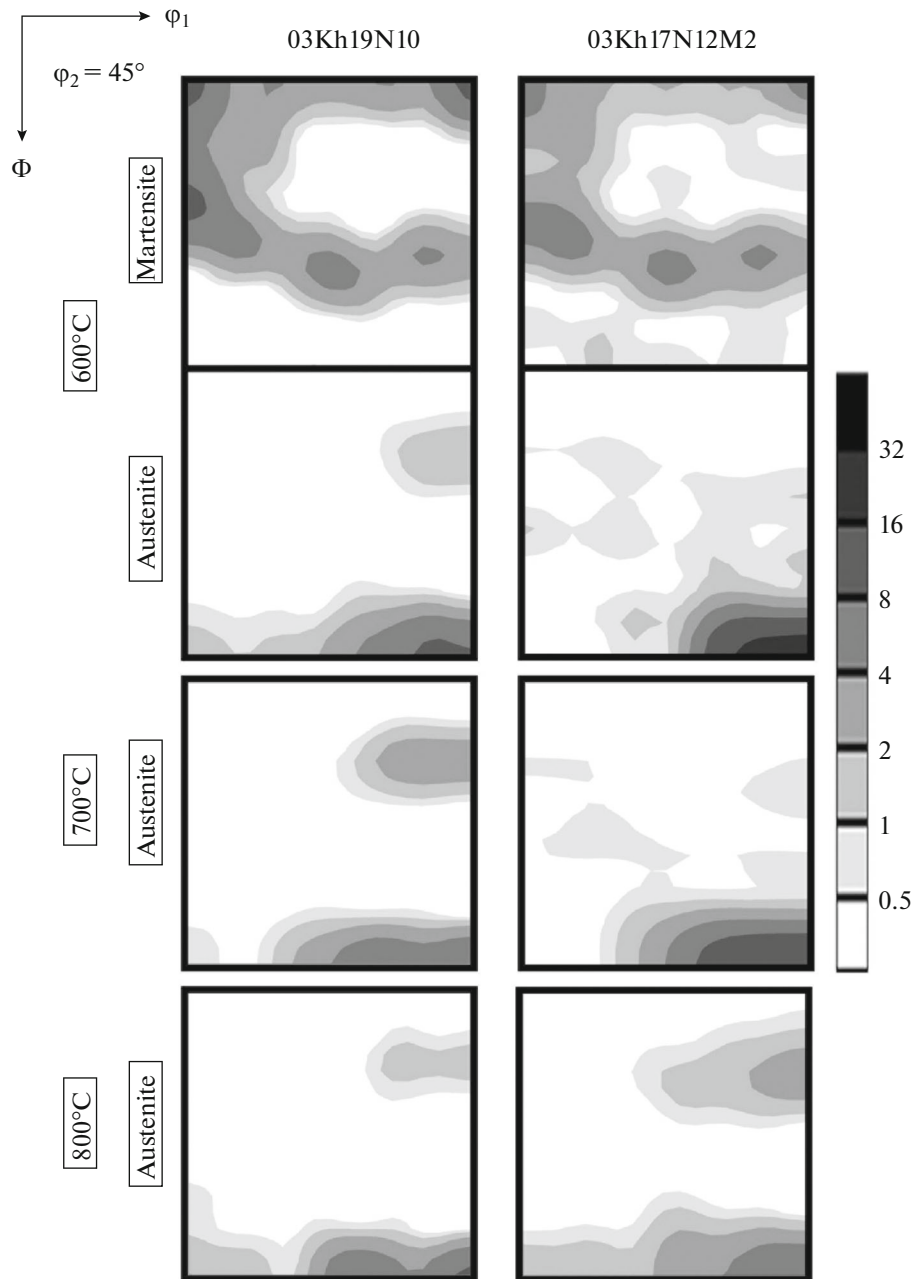 φ1
03Kh19N10
03Kh17N12M2
φ2 = 45°
Φ
Martensite
600°C
Austenite
32
16
8
4
2
1
0.5
700°C
Austenite
800°C
Austenite